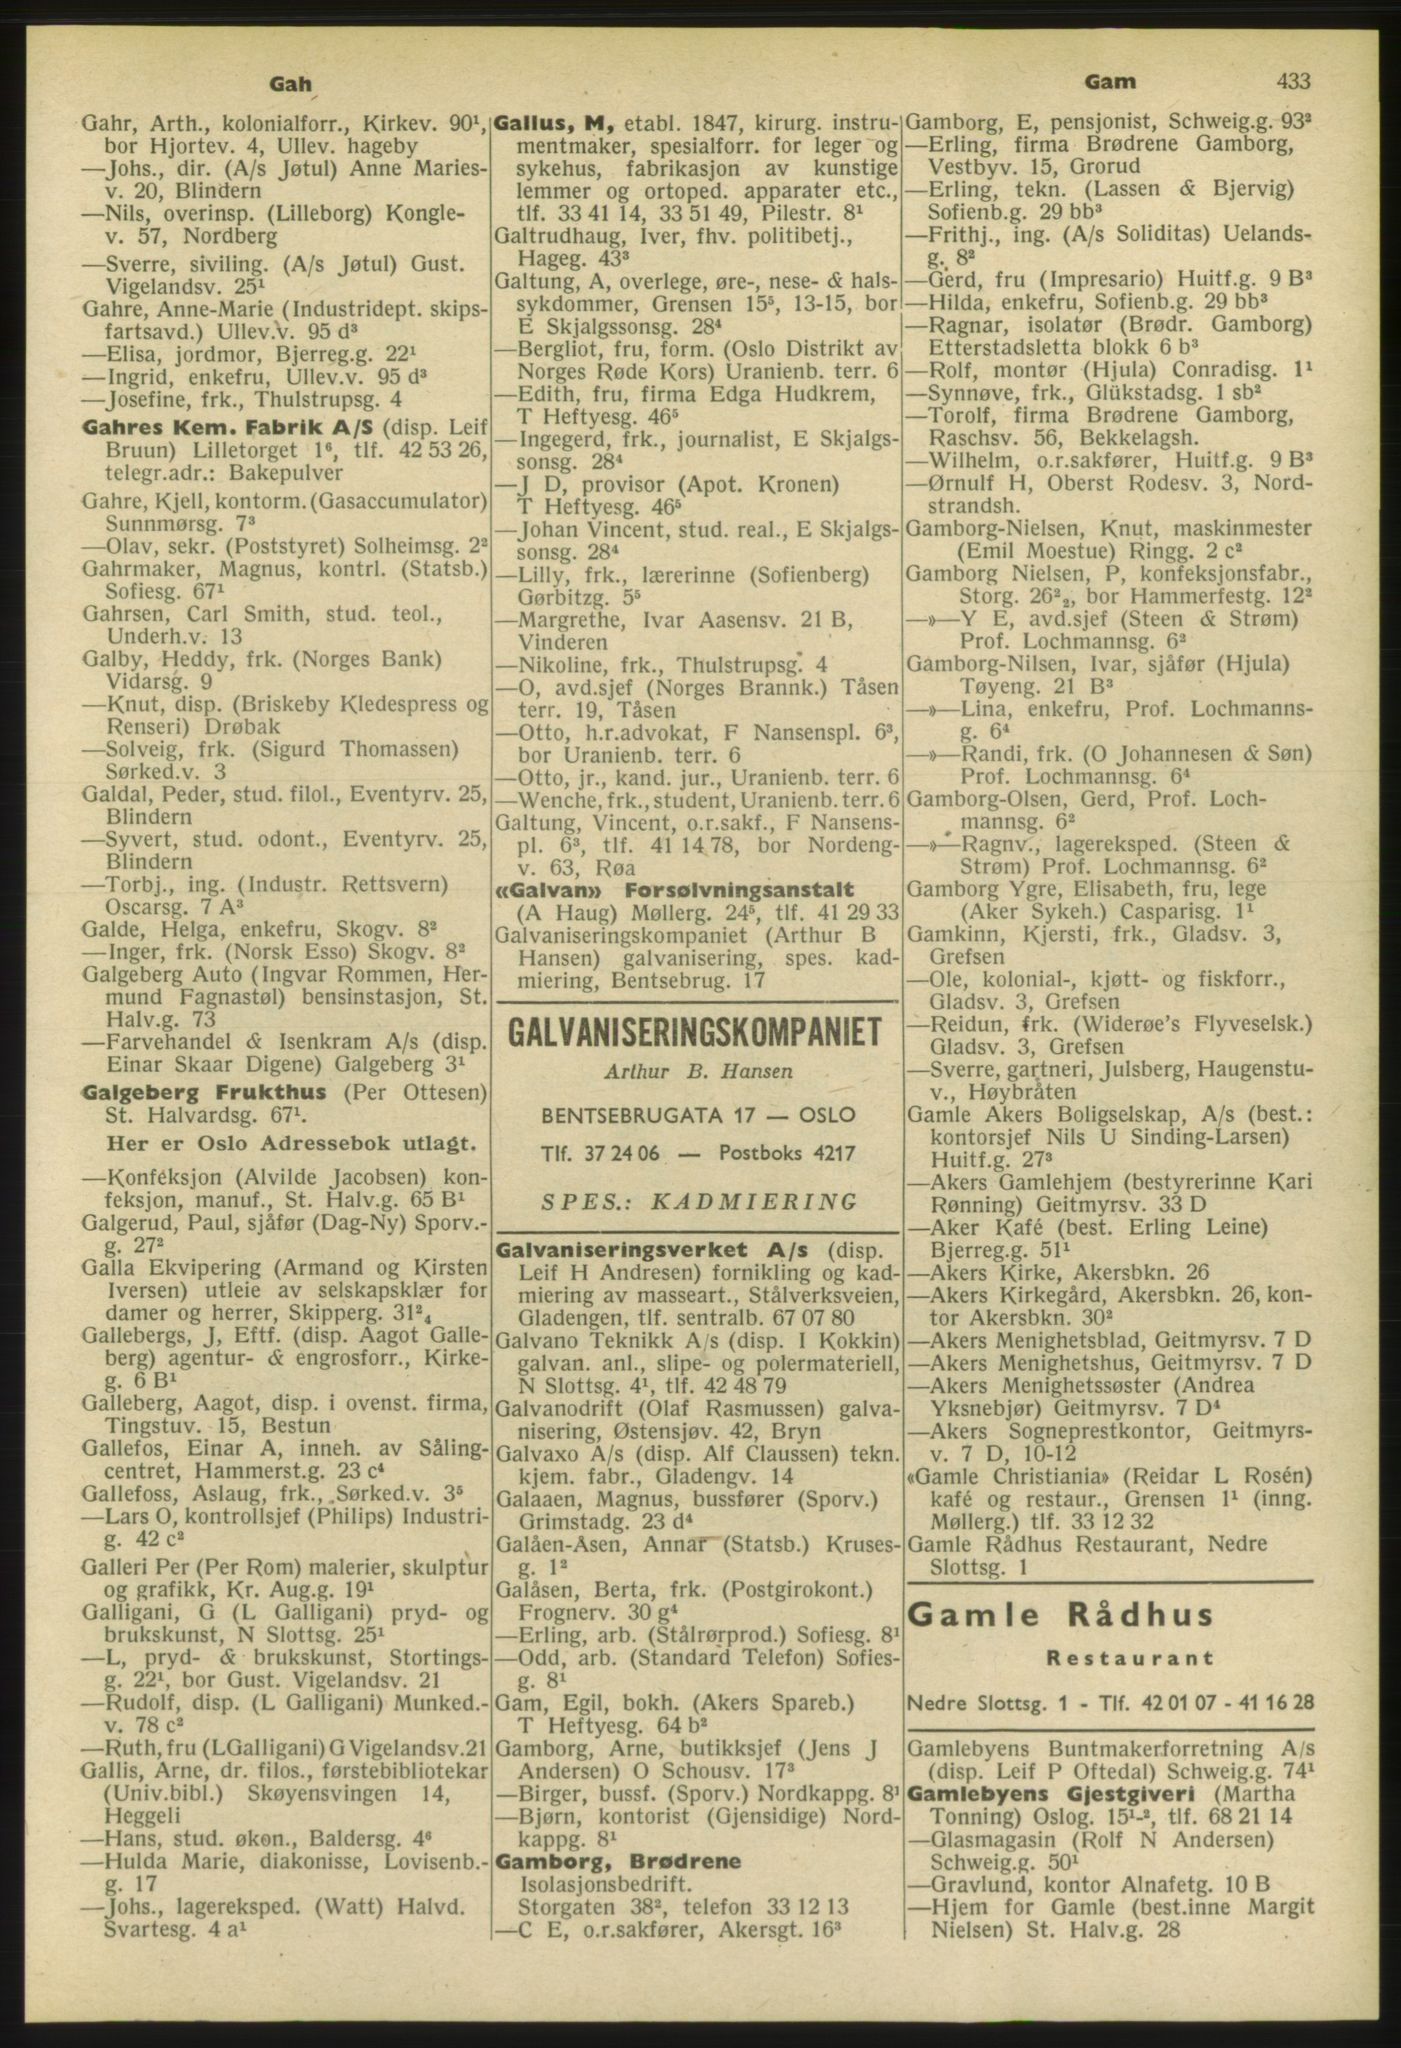 Gah
Gam
433
Gahr, Arth., kolonialforr., Kirkev. 90¹,
bor Hjortev. 4, Ullev. hageby
—Johs., dir. (A/s Jøtul) Anne Maries-
v. 20, Blindern
—Nils, overinsp. (Lilleborg) Kongle-
v. 57, Nordberg
—Sverre, siviling. (A/s Jøtul) Gust.
Vigelandsv. 25¹
Gahre, Anne-Marie (Industridept. skips-
fartsavd.) Ullev.v. 95 d³
—Elisa, jordmor, Bjerreg.g. 22¹
—Ingrid, enkefru, Ullev.v. 95 d³
—Josefine, frk., Thulstrupsg. 4
Gahres Kem. Fabrik A/S (disp. Leif
Bruun) Lilletorget 1⁶, tlf. 42 53 26,
telegr.adr.: Bakepulver
Gahre, Kjell, kontorm. (Gasaccumulator)
Sunnmørsg. 7³
—Olav, sekr. (Poststyret) Solheimsg. 2²
Gahrmaker, Magnus, kontrl. (Statsb.)
Sofiesg. 67¹
Gahrsen, Carl Smith, stud. teol.,
Underh.v. 13
Galby, Heddy, frk. (Norges Bank)
Vidarsg. 9
—Knut, disp. (Briskeby Kledespress og
Renseri) Drøbak
—Solveig, frk. (Sigurd Thomassen)
Sørked.v. 3
Galdal, Peder, stud. filol., Eventyrv. 25,
Blindern
—Syvert, stud. odont., Eventyrv. 25,
Blindern
—Torbj., ing. (Industr. Rettsvern)
Oscarsg. 7 A³
Galde, Helga, enkefru, Skogv. 8²
—Inger, frk. (Norsk Esso) Skogv. 8²
Galgeberg Auto (Ingvar Rommen, Her-
mund Fagnastøl) bensinstasjon, St.
Halv.g. 73
—Farvehandel & Isenkram A/s (disp.
Einar Skaar Digene) Galgeberg 3¹
Galgeberg Frukthus (Per Ottesen)
St. Halvardsg. 67¹.
Her er Oslo Adressebok utlagt.
—Konfeksjon (Alvilde Jacobsen) kon-
feksjon, manuf., St. Halv.g. 65 B¹
Galgerud, Paul, sjåfør (Dag-Ny) Sporv.-
g. 27²
Galla Ekvipering (Armand og Kirsten
Iversen) utleie av selskapsklær for
damer og herrer, Skipperg. 31²₄
Gallebergs, J, Eftf. (disp. Aagot Galle-
berg) agentur- & engrosforr., Kirke-
g. 6 B¹
Galleberg, Aagot, disp. i ovenst. firma,
Tingstuv. 15, Bestun
Gallefos, Einar A, inneh. av Såling-
centret, Hammerst.g. 23 c⁴
Gallefoss, Aslaug, frk., Sørked.v. 3⁵
—Lars O, kontrollsjef (Philips) Industri-
g. 42 c²
Galleri Per (Per Rom) malerier, skulptur
og grafikk, Kr. Aug.g. 19¹
Galligani, G (L Galligani) pryd- og
brukskunst, N Slottsg. 25¹
—L, pryd- & brukskunst, Stortings-
g. 22¹, bor Gust. Vigelandsv. 21
—Rudolf, disp. (L Galligani) Munked.-
v. 78 c²
—Ruth, fru (LGalligani) G Vigelandsv.21
Gallis, Arne, dr. filos., førstebibliotekar
(Univ.bibl.) Skøyensvingen 14,
Heggeli
—Hans, stud. økon., Baldersg. 4⁶
—Hulda Marie, diakonisse, Lovisenb.-
g. 17
—Johs., lagereksped. (Watt) Halvd.
Svartesg. 4 a¹
Gallus, M, etabl. 1847, kirurg. instru-
mentmaker, spesialforr. for leger og
sykehus, fabrikasjon av kunstige
lemmer og ortoped. apparater etc.,
tlf. 33 41 14, 33 51 49, Pilestr. 8¹
Galtrudhaug, Iver, fhv. politibetj.,
Hageg. 43³
Galtung, A, overlege, øre-, nese- & hals-
sykdommer, Grensen 15⁵, 13-15, bor
E Skjalgssonsg. 28⁴
—Bergliot, fru, form. (Oslo Distrikt av
Norges Røde Kors) Uranienb. terr. 6
—Edith, fru, firma Edga Hudkrem,
T Heftyesg. 46⁵
—Ingegerd, frk., journalist, E Skjalgs-
sonsg. 28⁴
—J D, provisor (Apot. Kronen)
T Heftyesg. 46⁵
—Johan Vincent, stud. real., E Skjalgs-
sonsg. 28⁴
—Lilly, frk., lærerinne (Sofienberg)
Gørbitzg. 5⁵
—Margrethe, Ivar Aasensv. 21 B,
Vinderen
—Nikoline, frk., Thulstrupsg. 4
—O, avd.sjef (Norges Brannk.) Tåsen
terr. 19, Tåsen
—Otto, h.r.advokat, F Nansenspl. 6³,
bor Uranienb. terr. 6
—Otto, jr., kand. jur., Uranienb. terr. 6
—Wenche, frk., student, Uranienb. terr. 6
Galtung, Vincent, o.r.sakf., F Nansens-
pl. 6³, tlf. 41 14 78, bor Nordeng-
v. 63, Røa
«Galvan» Forsølvningsanstalt
(A Haug) Møllerg. 24⁵, tlf. 41 29 33
Galvaniseringskompaniet (Arthur B
Hansen) galvanisering, spes. kad-
miering, Bentsebrug. 17
GALVANISERINGSKOMPANIET
Arthur B. Hansen
BENTSEBRUGATA 17 — OSLO
Tlf. 37 24 06 — Postboks 4217
SPES.: KADMIERING
Galvaniseringsverket A/s (disp.
Leif H Andresen) fornikling og kad-
miering av masseart., Stålverksveien,
Gladengen, tlf. sentralb. 67 07 80
Galvano Teknikk A/s (disp. I Kokkin)
galvan. anl., slipe- og polermateriell,
N Slottsg. 4¹, tlf. 42 48 79
Galvanodrift (Olaf Rasmussen) galva-
nisering, Østensjøv. 42, Bryn
Galvaxo A/s (disp. Alf Claussen) tekn.
kjem. fabr., Gladengv. 14
Galaaen, Magnus, bussfører (Sporv.)
Grimstadg. 23 d⁴
Galåen-Åsen, Annar (Statsb.) Kruses-
g. 1²
Galåsen, Berta, frk. (Postgirokont.)
Frognerv. 30 g⁴
—Erling, arb. (Stålrørprod.) Sofiesg. 8¹
—Odd, arb. (Standard Telefon) Sofies-
g. 8¹
Gam, Egil, bokh. (Akers Spareb.)
T Heftyesg. 64 b²
Gamborg, Arne, butikksjef (Jens J
Andersen) O Schousv. 17³
—Birger, bussf. (Sporv.) Nordkappg. 8¹
—Bjørn, kontorist (Gjensidige) Nord-
kappg. 8¹
Gamborg, Brødrene
Isolasjonsbedrift.
Storgaten 38², telefon 33 12 13
—C E, o.r.sakfører, Akersgt. 16³
Gamborg, E, pensjonist, Schweig.g. 93²
—Erling, firma Brødrene Gamborg,
Vestbyv. 15, Grorud
—Erling, tekn. (Lassen & Bjervig)
Sofienb.g. 29 bb³
—Frithj., ing. (A/s Soliditas) Uelands-
g. 8²
—Gerd, fru (Impresario) Huitf.g. 9 B³
—Hilda, enkefru, Sofienb.g. 29 bb³
—Ragnar, isolatør (Brødr. Gamborg)
Etterstadsletta blokk 6 b³
—Rolf, montør (Hjula) Conradisg. 1¹
—Synnøve, frk., Glükstadsg. 1 sb²
—Torolf, firma Brødrene Gamborg,
Raschsv. 56, Bekkelagsh.
—Wilhelm, o.r.sakfører, Huitf.g. 9 B³
—Ørnulf H, Oberst Rodesv. 3, Nord-
strandsh.
Gamborg-Nielsen, Knut, maskinmester
(Emil Moestue) Ringg. 2 c²
Gamborg Nielsen, P, konfeksjonsfabr.,
Storg. 26²₂, bor Hammerfestg. 12²
—»—Y E, avd.sjef (Steen & Strøm)
Prof. Lochmannsg. 6²
Gamborg-Nilsen, Ivar, sjåfør (Hjula)
Tøyeng. 21 B³
—»—Lina, enkefru, Prof. Lochmanns-
g. 6⁴
—»—Randi, frk. (O Johannesen & Søn)
Prof. Lochmannsg. 6⁴
Gamborg-Olsen, Gerd, Prof. Loch-
mannsg. 6²
—»—Ragnv., lagereksped. (Steen &
Strøm) Prof. Lochmannsg. 6²
Gamborg Ygre, Elisabeth, fru, lege
(Aker Sykeh.) Casparisg. 1¹
Gamkinn, Kjersti, frk., Gladsv. 3,
Grefsen
—Ole, kolonial-, kjøtt- og fiskforr.,
Gladsv. 3, Grefsen
—Reidun, frk. (Widerøe's Flyveselsk.)
Gladsv. 3, Grefsen
—Sverre, gartneri, Julsberg, Haugenstu-
v., Høybråten
Gamle Akers Boligselskap, A/s (best.:
kontorsjef Nils U Sinding-Larsen)
Huitf.g. 27³
—Akers Gamlehjem (bestyrerinne Kari
Rønning) Geitmyrsv. 33 D
—Aker Kafé (best. Erling Leine)
Bjerreg.g. 51¹
—Akers Kirke, Akersbkn. 26
—Akers Kirkegård, Akersbkn. 26, kon-
tor Akersbkn. 30²
—Akers Menighetsblad, Geitmyrsv. 7 D
—Akers Menighetshus, Geitmyrsv. 7 D
—Akers Menighetssøster (Andrea
Yksnebjør) Geitmyrsv. 7 D⁴
—Akers Sogneprestkontor, Geitmyrs-
v. 7 D, 10-12
«Gamle Christiania» (Reidar L Rosén)
kafé og restaur., Grensen 1¹ (inng.
Møllerg.) tlf. 33 12 32
Gamle Rådhus Restaurant, Nedre
Slottsg. 1
Gamle Rådhus
Restaurant
Nedre Slottsg. 1 - Tlf. 42 01 07 - 41 16 28
Gamlebyens Buntmakerforretning A/s
(disp. Leif P Oftedal) Schweig.g. 74¹
Gamlebyens Gjestgiveri (Martha
Tonning) Oslog. 15¹-², tlf. 68 21 14
—Glasmagasin (Rolf N Andersen)
Schweig.g. 50¹
—Gravlund, kontor Alnafetg. 10 B
—Hjem for Gamle (best.inne Margit
Nielsen) St. Halv.g. 28